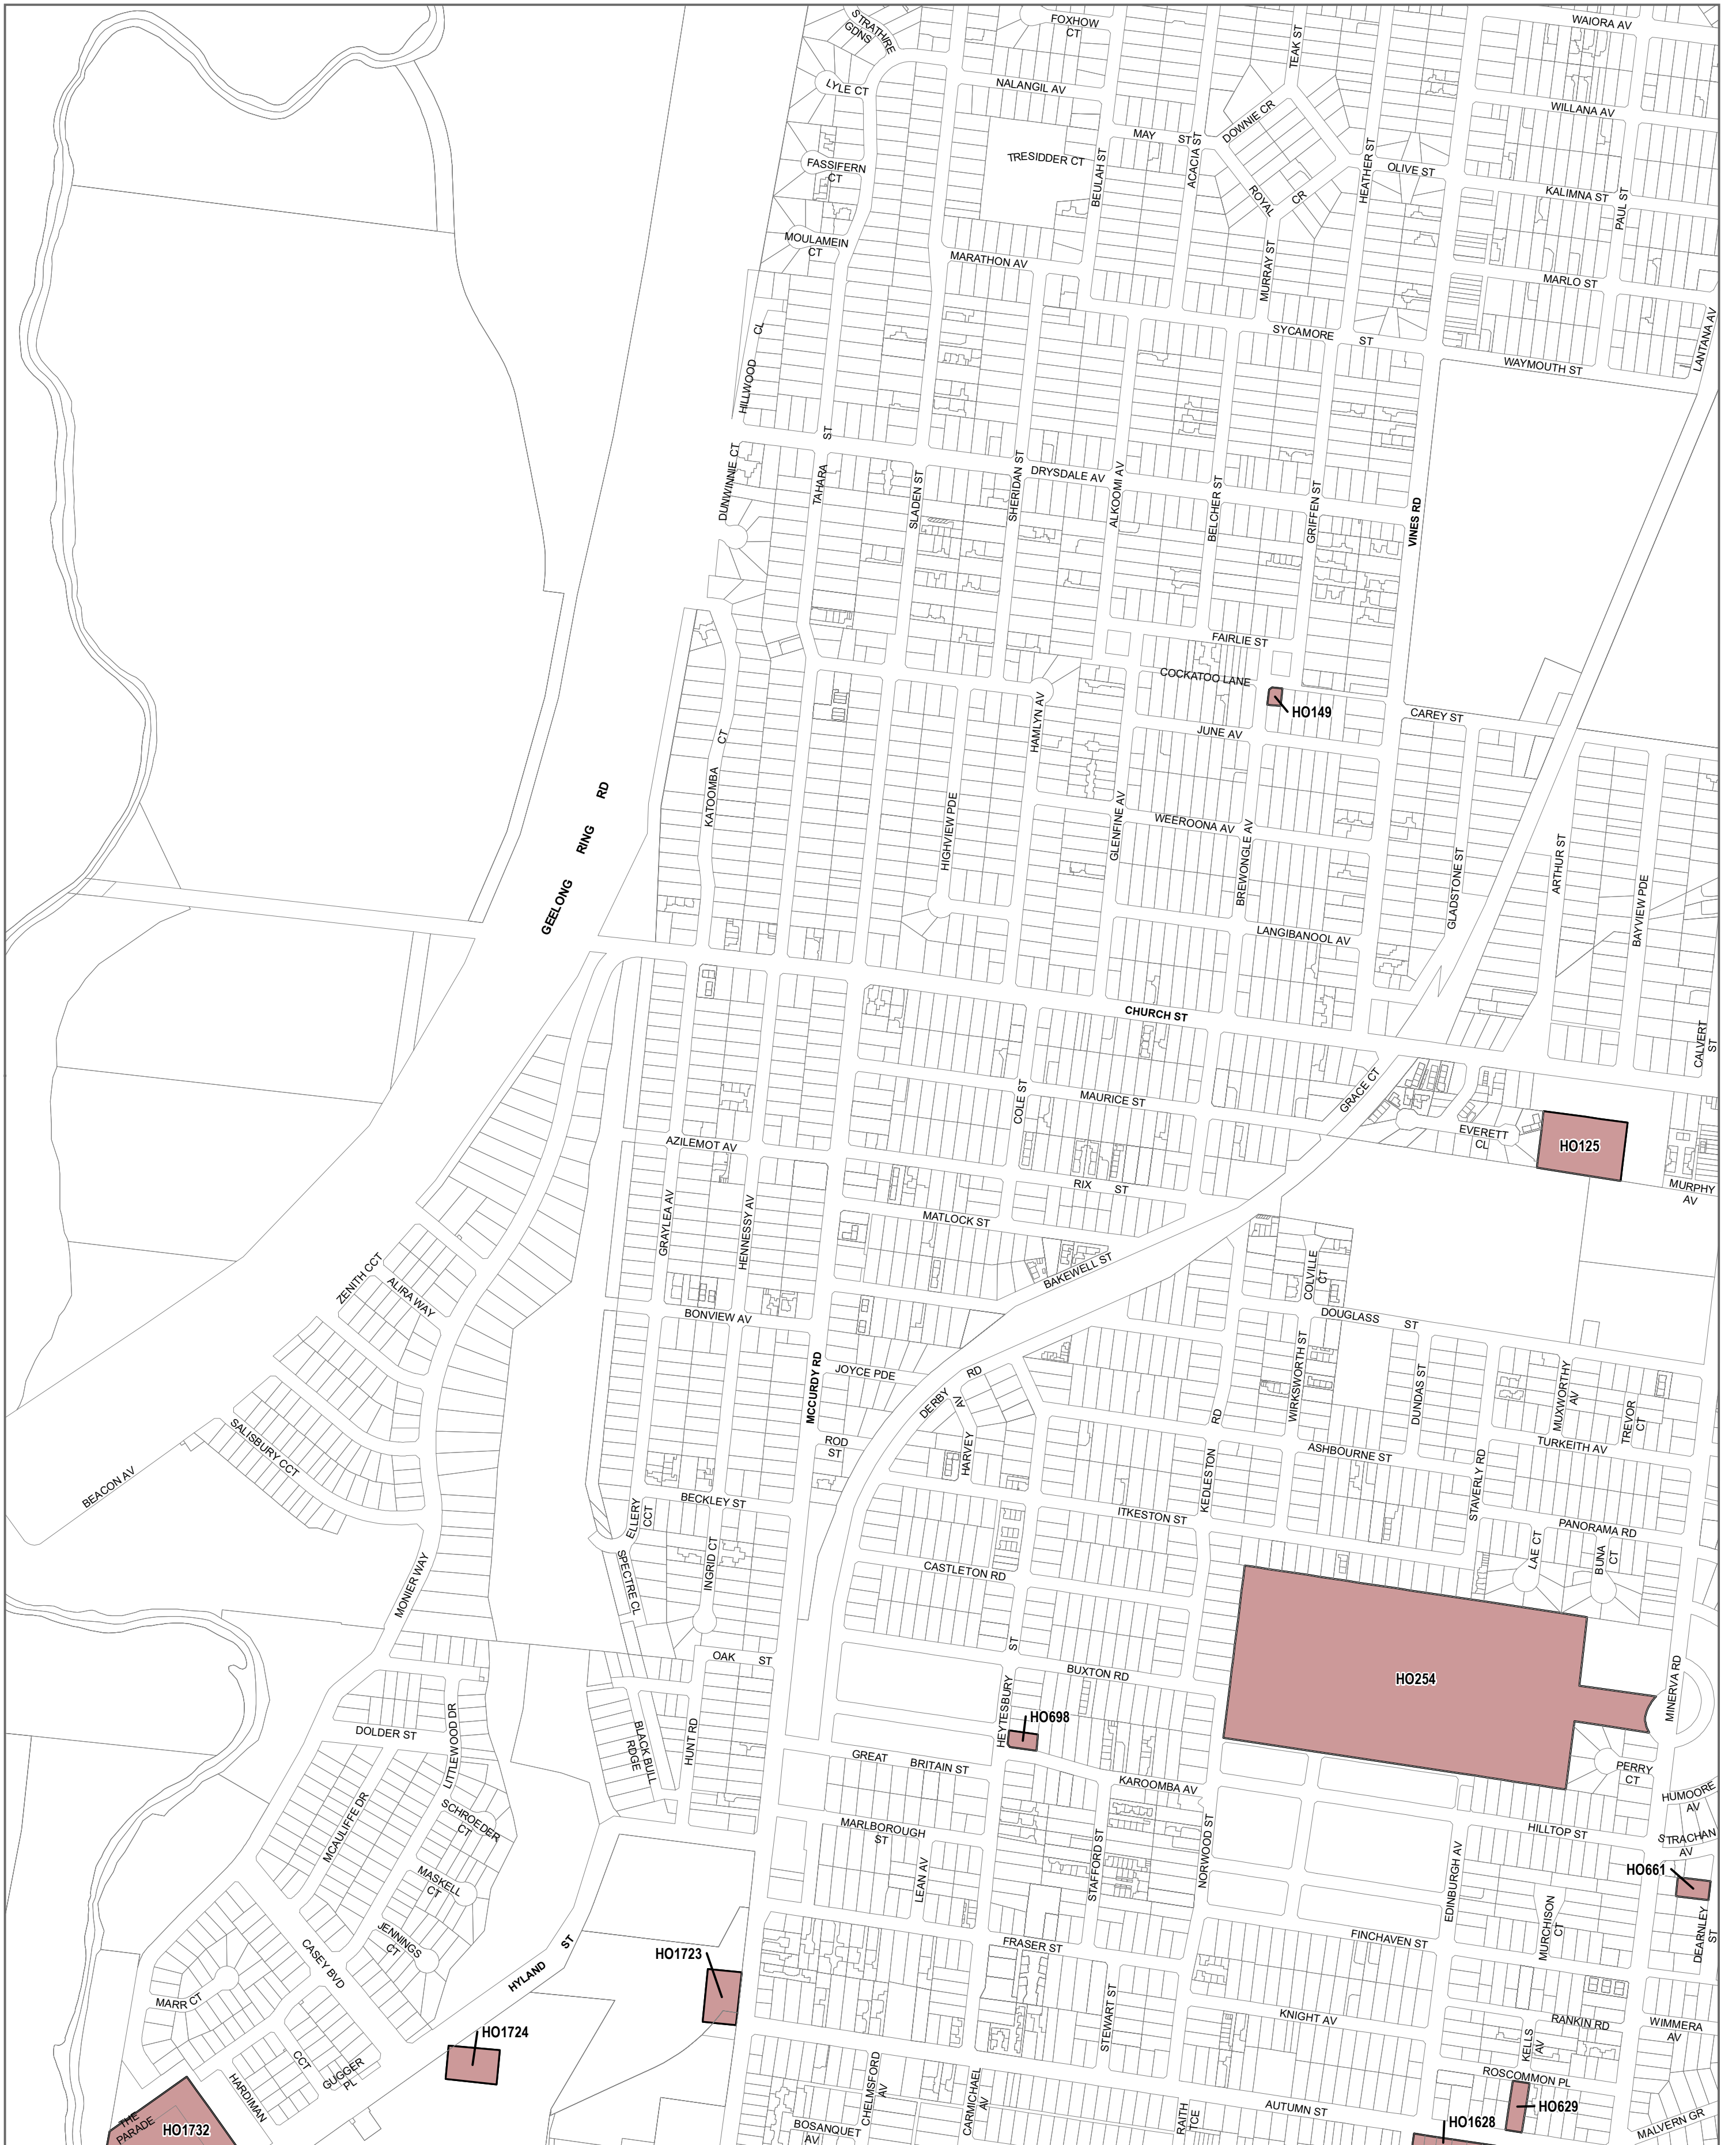 STRATHIRE
GDNS
FOXHOW
CT
TEAK ST
WAIORA AV
LYLE CT
NALANGIL AV
DOWNIE CR
WILLANA AV
MAY ST
TRESIDDER CT
BEULAH ST
ACACIA ST
HEATHER ST
FASSIFERN
CT
OLIVE ST
ROYAL CR
KALIMNA ST
PAUL ST
MOULAMEIN
CT
MARATHON AV
MURRAY ST
MARLO ST
HILLWOOD CL
SYCAMORE ST
LANTANA AV
WAYMOUTH ST
DUNWINNIE CT
TAHARA ST
SLADEN ST
SHERIDAN ST
DRYSDALE AV
ALKOOMI AV
BELCHER ST
GRIFFEN ST
VINES RD
FAIRLIE ST
COCKATOO LANE
HO149
HAMLYN AV
JUNE AV
CAREY ST
KATOOMBA CT
GEELONG RING RD
HIGHVIEW PDE
GLENFINE AV
WEEROONA AV
BREWONGLE AV
GLADSTONE ST
ARTHUR ST
BAYVIEW PDE
LANGIBANOOL AV
CHURCH ST
CALVERT
ST
COLE ST
MAURICE ST
GRACE CT
EVERETT
CL
HO125
AZILEMOT AV
RIX ST
MURPHY
AV
GRAYLEA AV
HENNESSY AV
MATLOCK ST
BAKEWELL ST
ZENITH CCT
ALIRA WAY
COLVILLE
CT
BONVIEW AV
DOUGLASS ST
MCCURDY RD
JOYCE PDE
DERBY RD
WIRKSWORTH ST
DUNDAS ST
MUXWORTHY
AV
TREVOR
CT
SALISBURY CCT
BEACON AV
ROD
ST
HARVEY AV
KEDLESTON RD
ASHBOURNE ST
TURKEITH AV
STAVERLY RD
BECKLEY ST
ELLERY
CCT
ITKESTON ST
PANORAMA RD
LAE CT
BUNA
CT
MONIER WAY
SPECTRE CL
INGRID CT
CASTLETON RD
OAK ST
BUXTON RD
HO254
MINERVA RD
HEYTESBURY ST
HO698
DOLDER ST
LITTLEWOOD DR
BLACK BULL
RDGE
HUNT RD
GREAT BRITAIN ST
KAROOMBA AV
PERRY
CT
HUMOORE
AV
MCAULIFFE DR
SCHROEDER
CT
MARLBOROUGH
ST
NORWOOD ST
HILLTOP ST
STRACHAN
AV
MASKELL
CT
LEAN AV
STAFFORD ST
EDINBURGH AV
HO661
MURCHISON
CT
DEARNLEY
ST
JENNINGS
CT
CASEY BVD
HYLAND ST
HO1723
FRASER ST
FINCHAVEN ST
MARR CT
STEWART ST
KNIGHT AV
RANKIN RD
WIMMERA
AV
HO1724
KELLS
AV
GUGGER
PL
HARDIMAN CCT
CHELMSFORD
AV
CARMICHAEL
AV
ROSCOMMON PL
THE
PARADE
HO1732
BOSANQUET
AV
RAITH
TCE
AUTUMN ST
HO1628
HO629
MALVERN GR